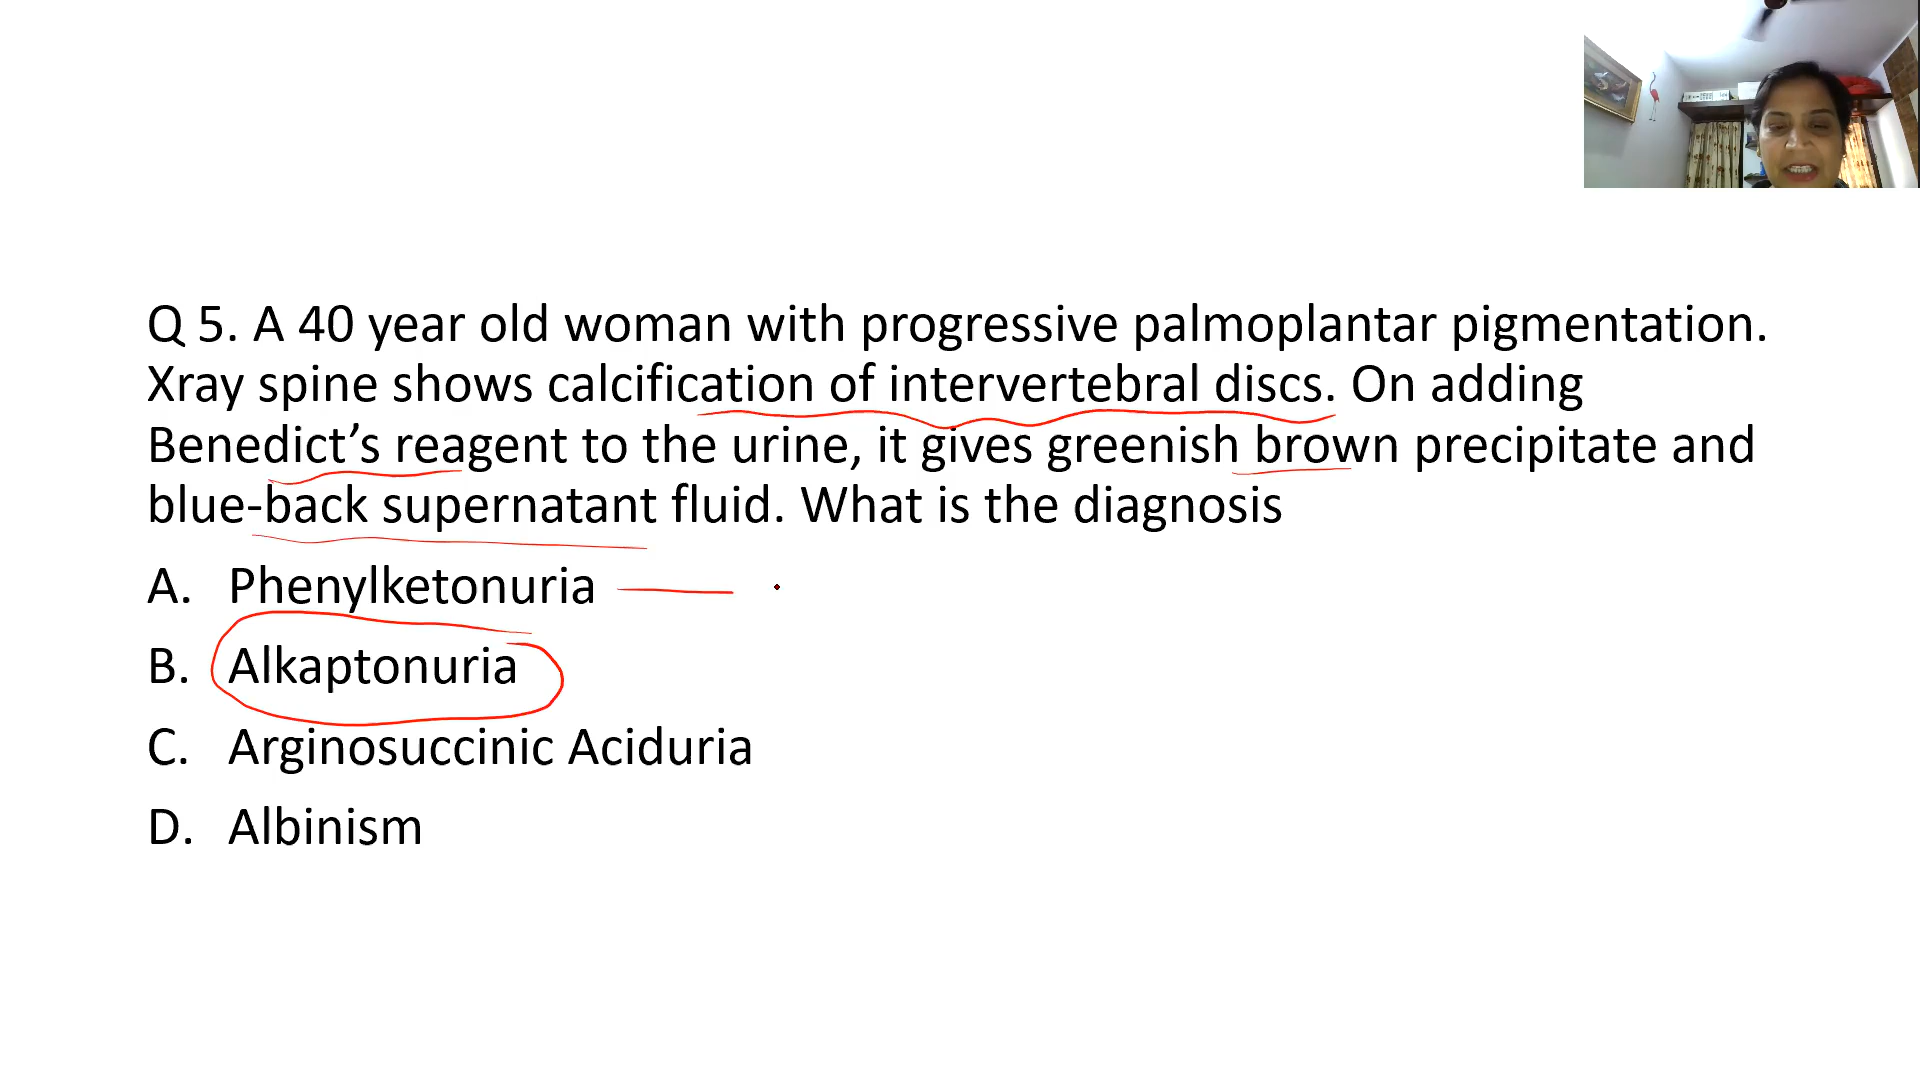 Q 5. A 40 year old woman with progressive palmoplantar pigmentation.
Xray spine shows calcification of intervertebral discs. On adding
Benedict’s reagent to the urine, it gives greenish brown precipitate and
blue-back supernatant fluid. What is the diagnosis
A. Phenylketonuria
B. Alkaptonuria
C. Arginosuccinic Aciduria
D. Albinism